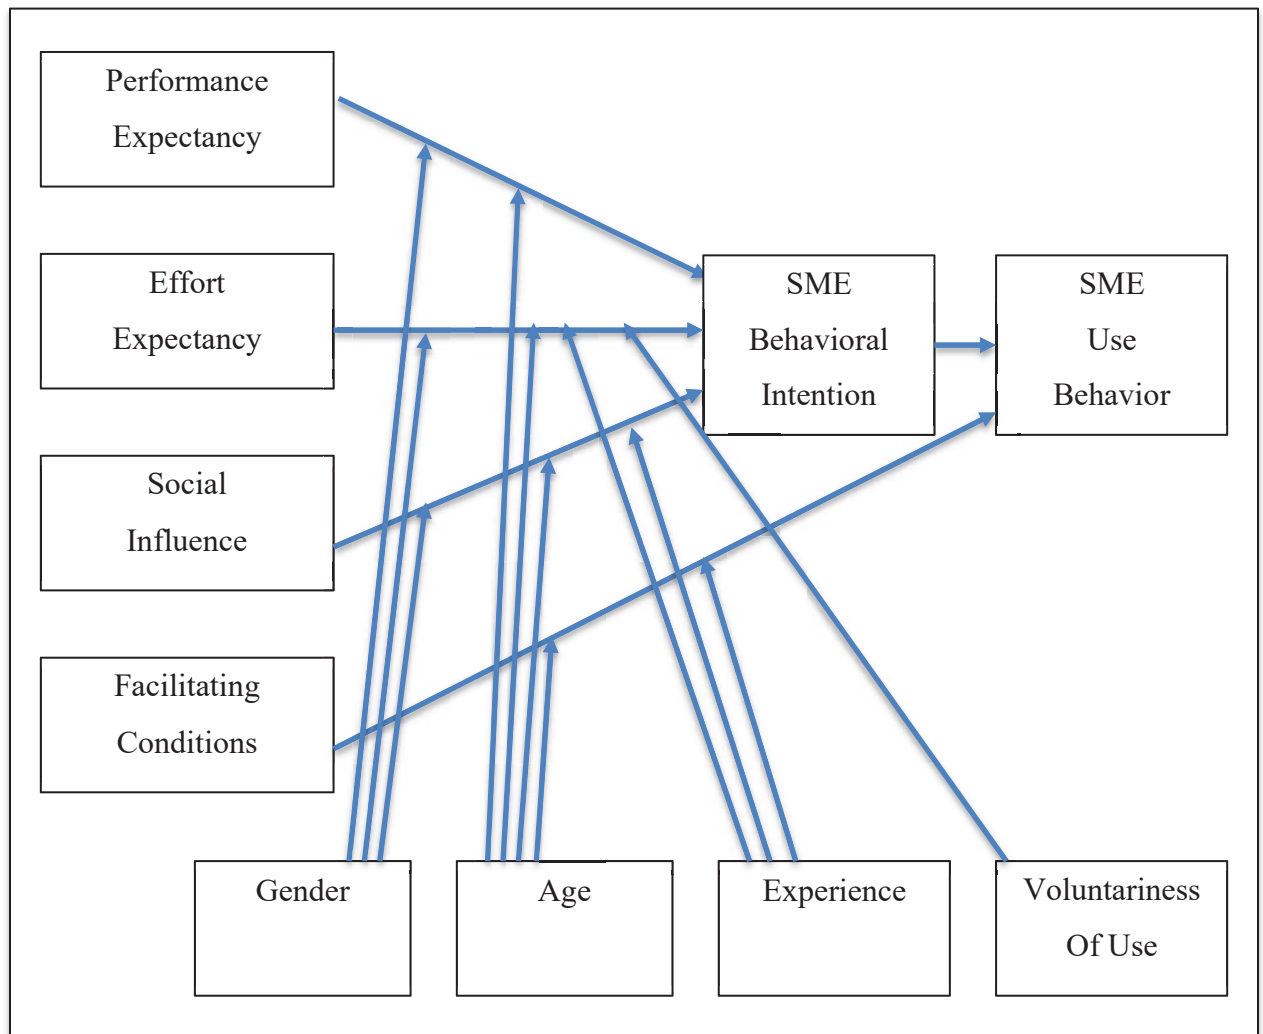 Performance
Expectancy
Effort
Expectancy
Social
Influence
Facilitating
Conditions
SME
Behavioral
Intention
SME
Use
Behavior
Gender
Age
Experience
Voluntariness
Of Use